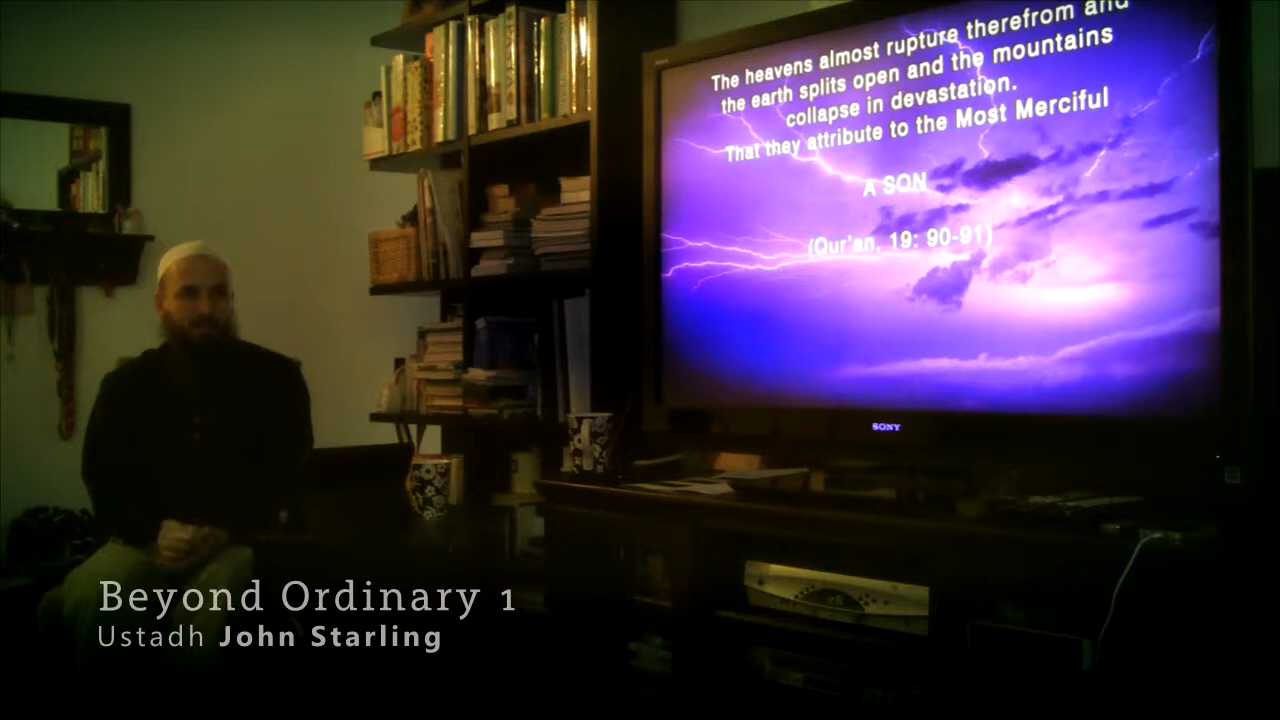 The heavens almost rupture therefrom and
the earth splits open and the mountains
collapse in devastation.
That they attribute to the Most Merciful
A SON
(Qur'an, 19: 90-91)
SONY
Beyond Ordinary 1
Ustadh John Starling